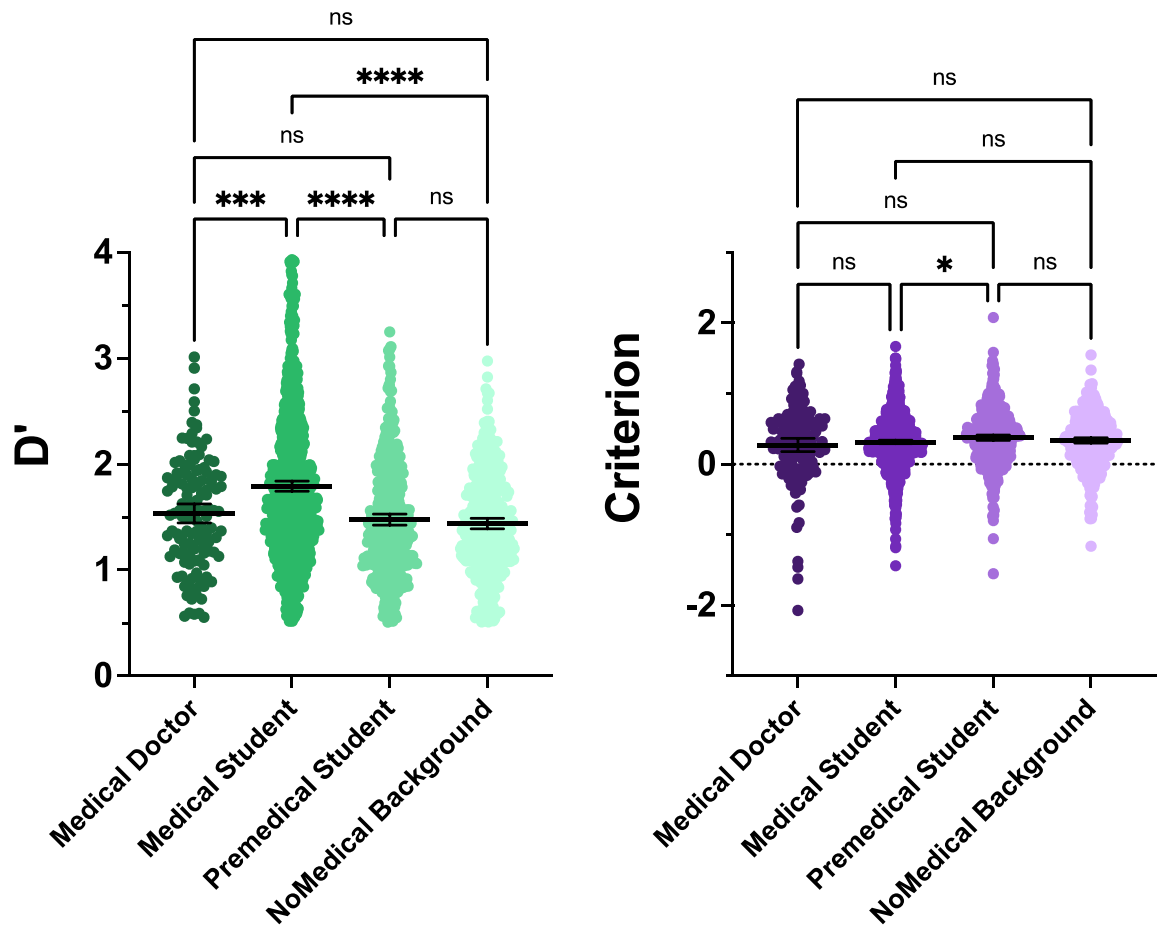 ns
****
ns
*** **** ns
D'
4
3
2
1
0
Medical Doctor
Medical Student
Premedical Student
NoMedical Background
ns
ns
ns
ns * ns
Criterion
2
0
-2
Medical Doctor
Medical Student
Premedical Student
NoMedical Background